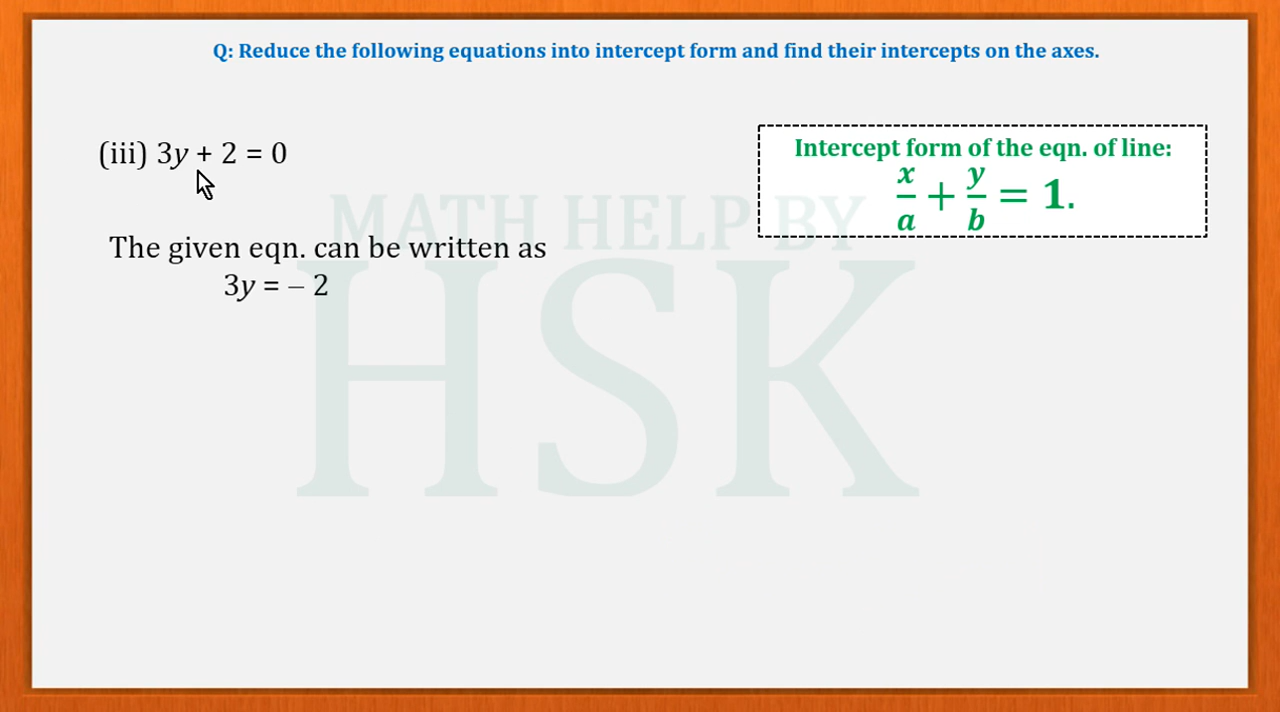 Q: Reduce the following equations into intercept form and find their intercepts on the axes.
(iii) 3y + 2 = 0
Intercept form of the eqn. of line:
x/a + y/b = 1.
MATH HELP BY
HSK
The given eqn. can be written as
3y = – 2